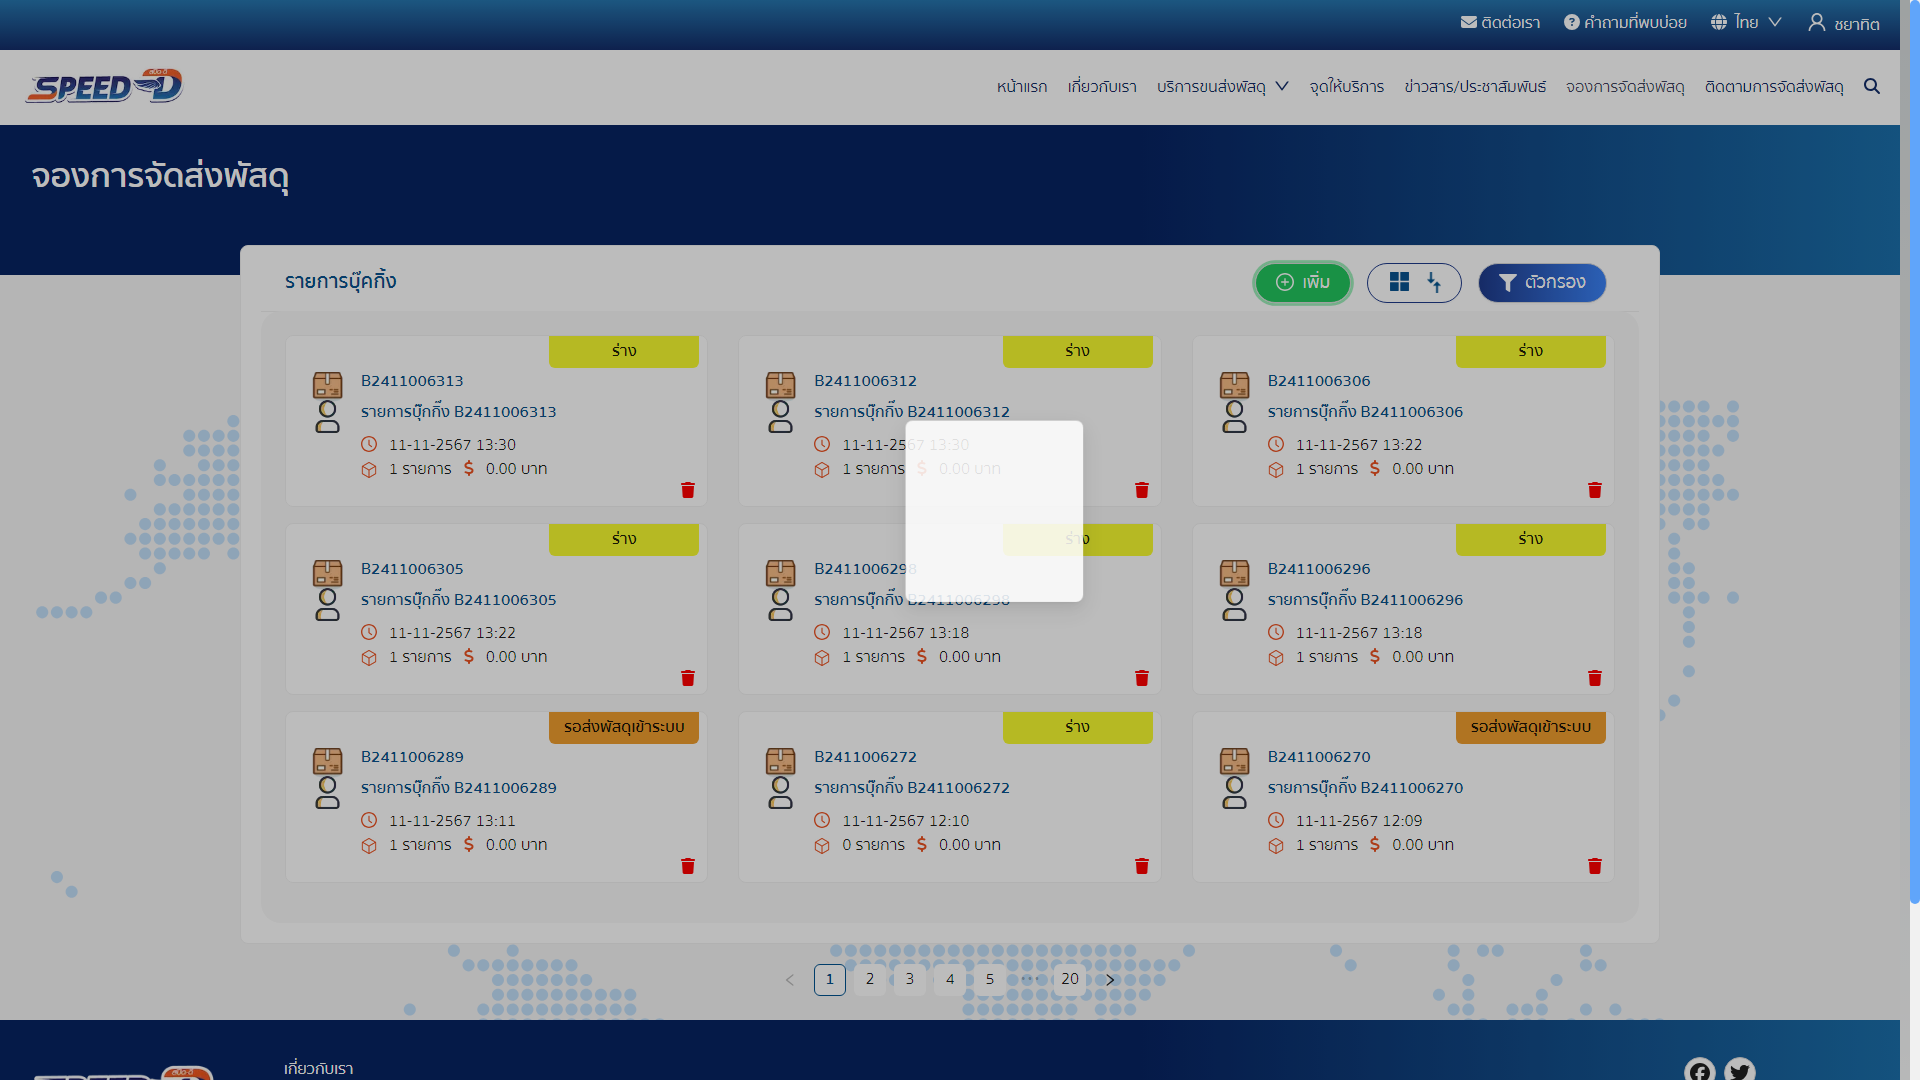 ติดต่อเรา คำถามที่พบบ่อย ไทย ชยาทิต
SPEED-D
หน้าแรก เกี่ยวกับเรา บริการขนส่งพัสดุ จุดให้บริการ ข่าวสาร/ประชาสัมพันธ์ จองการจัดส่งพัสดุ ติดตามการจัดส่งพัสดุ
จองการจัดส่งพัสดุ
รายการบุ๊คกิ้ง เพิ่ม ตัวกรอง
ร่าง
B2411006313
รายการบุ๊กกิ๊ง B2411006313
11-11-2567 13:30
1 รายการ $ 0.00 บาท
ร่าง
B2411006312
รายการบุ๊กกิ๊ง B2411006312
11-11-2567 13:30
1 รายการ $ 0.00 บาท
ร่าง
B2411006306
รายการบุ๊กกิ๊ง B2411006306
11-11-2567 13:22
1 รายการ $ 0.00 บาท
ร่าง
B2411006305
รายการบุ๊กกิ๊ง B2411006305
11-11-2567 13:22
1 รายการ $ 0.00 บาท
ร่าง
B2411006298
รายการบุ๊กกิ๊ง B2411006298
11-11-2567 13:18
1 รายการ $ 0.00 บาท
ร่าง
B2411006296
รายการบุ๊กกิ๊ง B2411006296
11-11-2567 13:18
1 รายการ $ 0.00 บาท
รอส่งพัสดุเข้าระบบ
B2411006289
รายการบุ๊กกิ๊ง B2411006289
11-11-2567 13:11
1 รายการ $ 0.00 บาท
ร่าง
B2411006272
รายการบุ๊กกิ๊ง B2411006272
11-11-2567 12:10
0 รายการ $ 0.00 บาท
รอส่งพัสดุเข้าระบบ
B2411006270
รายการบุ๊กกิ๊ง B2411006270
11-11-2567 12:09
1 รายการ $ 0.00 บาท
< 1 2 3 4 5 ••• 20 >
เกี่ยวกับเรา